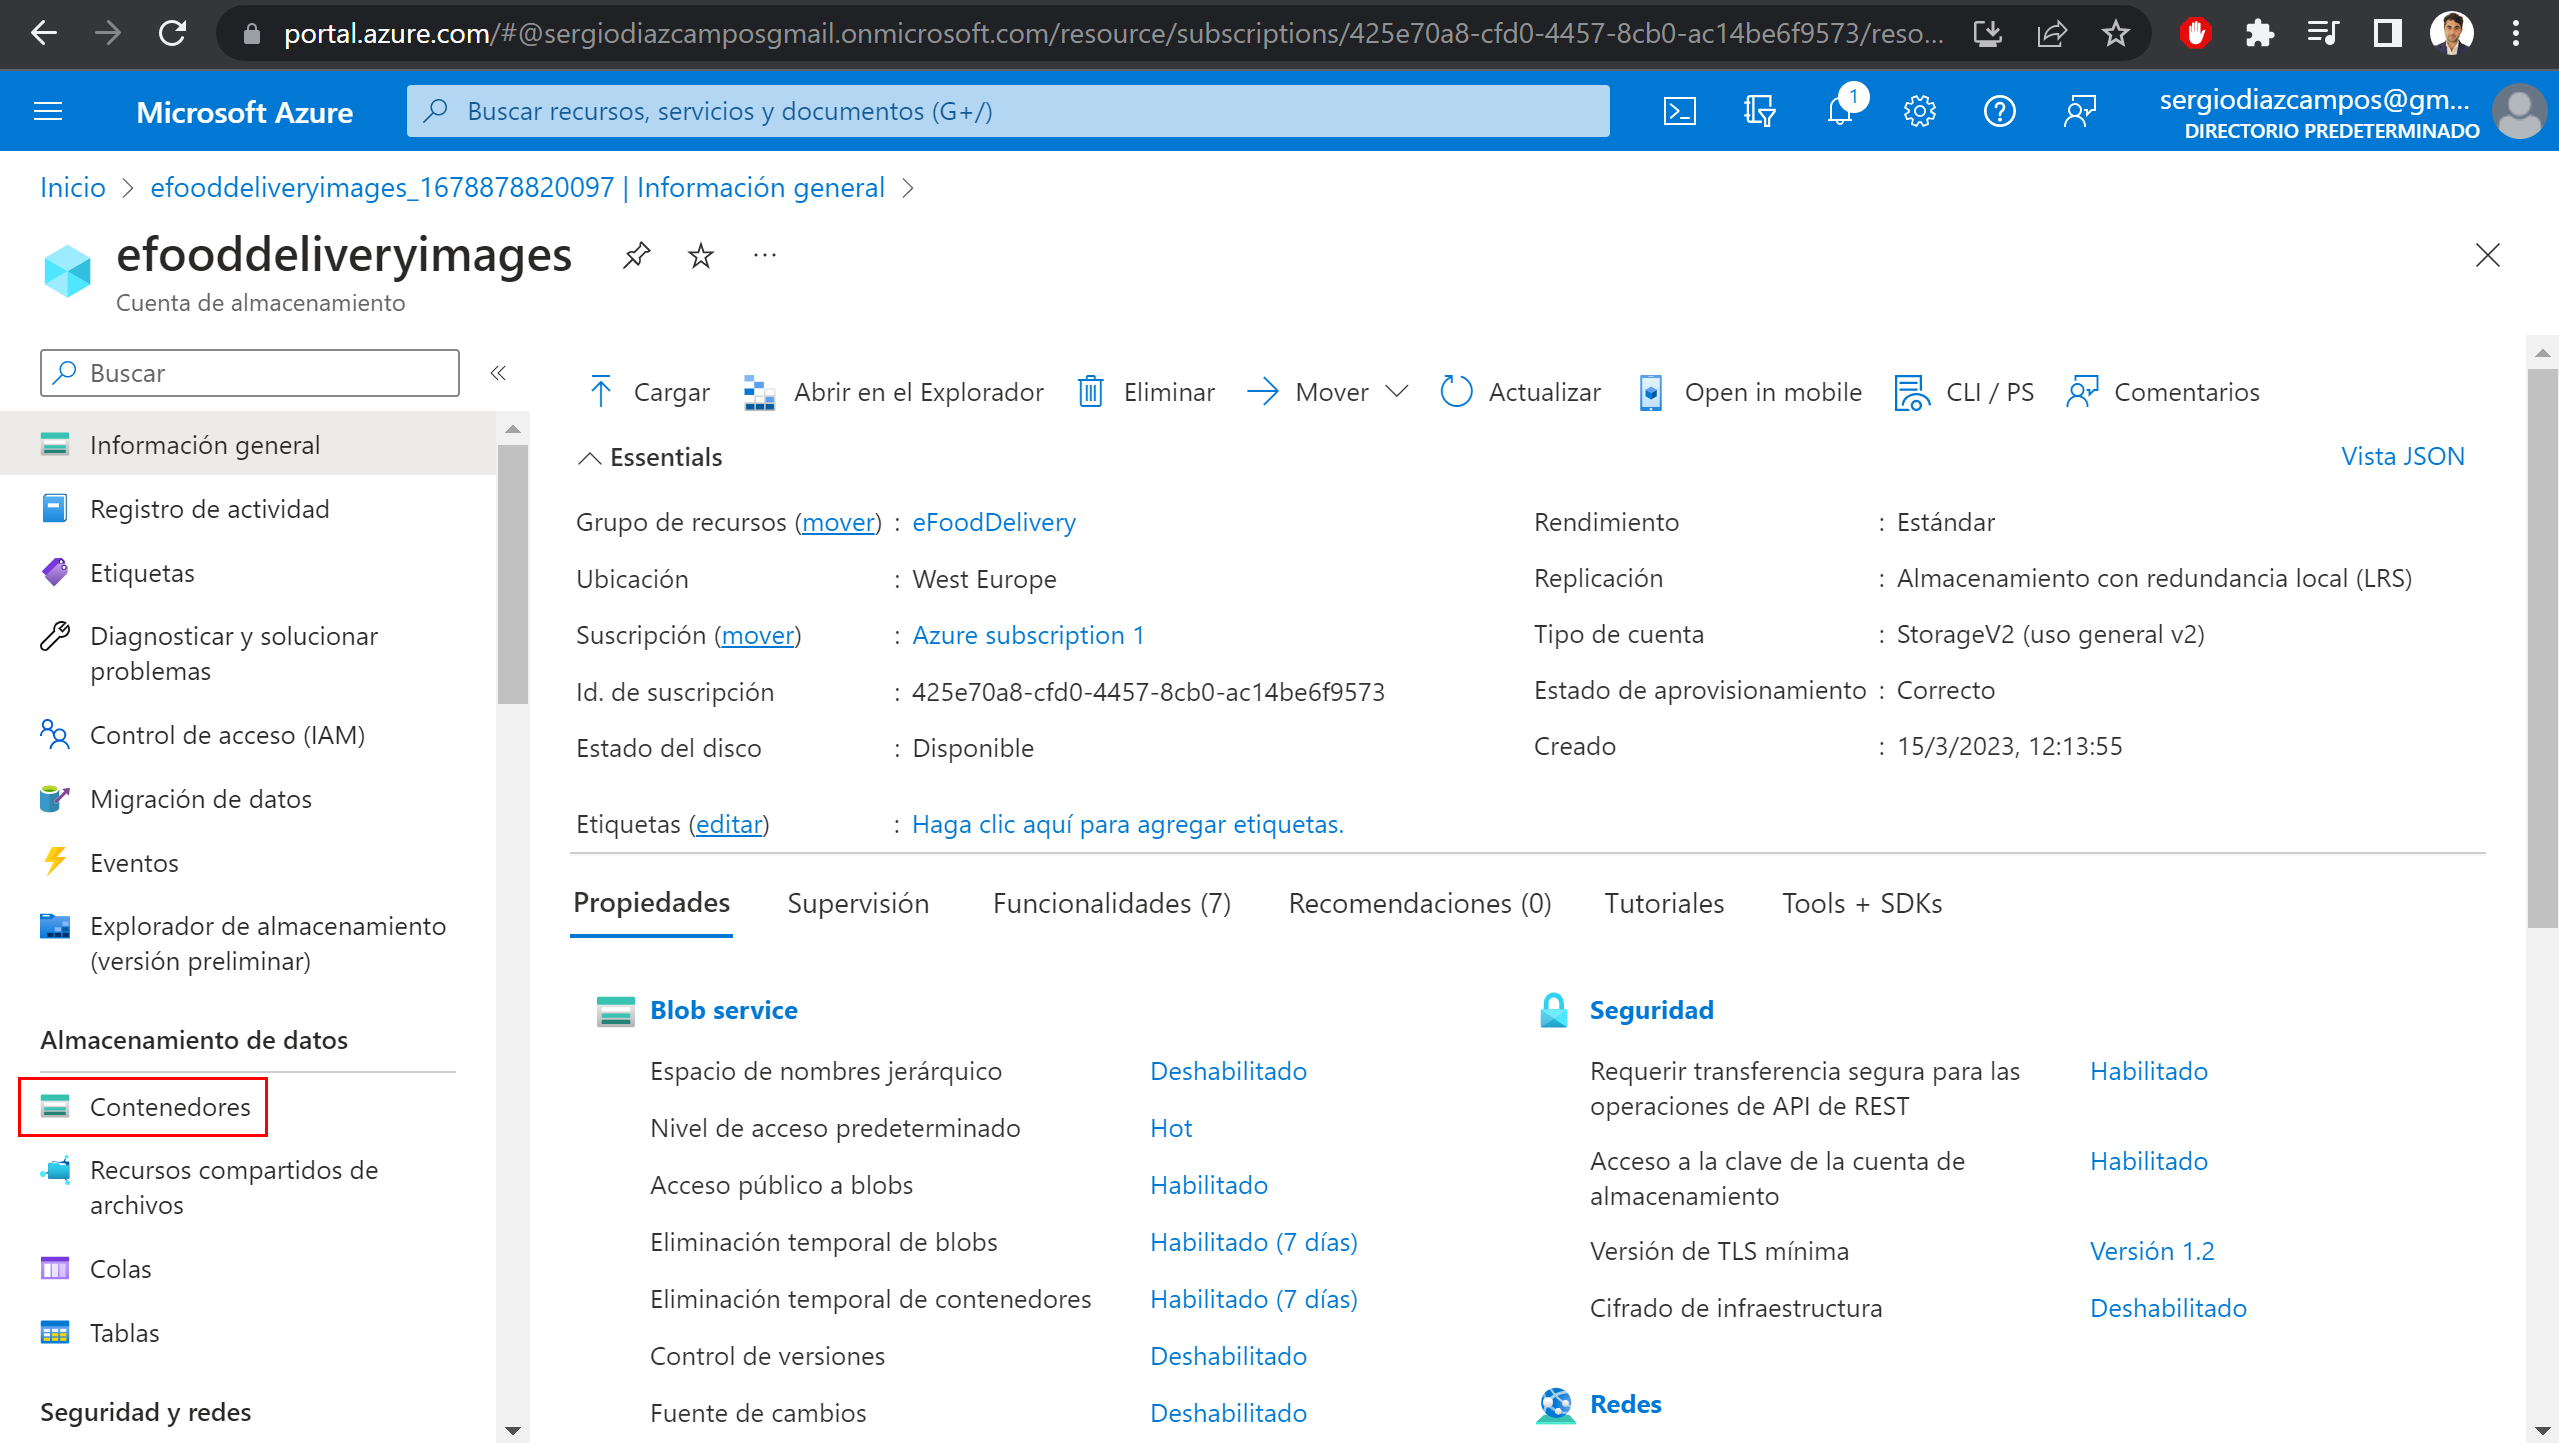 portal.azure.com/#@sergiodiazcamposgmail.onmicrosoft.com/resource/subscriptions/425e70a8-cfd0-4457-8cb0-ac14be6f9573/reso...
Microsoft Azure
Buscar recursos, servicios y documentos (G+/)
1
sergiodiazcampos@gm...
DIRECTORIO PREDETERMINADO
Inicio > efooddeliveryimages_1678878820097 | Información general >
efooddeliveryimages
Cuenta de almacenamiento
Buscar
Información general
Registro de actividad
Etiquetas
Diagnosticar y solucionar
problemas
Control de acceso (IAM)
Migración de datos
Eventos
Explorador de almacenamiento
(versión preliminar)
Almacenamiento de datos
Contenedores
Recursos compartidos de
archivos
Colas
Tablas
Seguridad y redes
Cargar
Abrir en el Explorador
Eliminar
Mover
Actualizar
Open in mobile
CLI / PS
Comentarios
Essentials
Vista JSON
Grupo de recursos (mover) : eFoodDelivery
Ubicación : West Europe
Suscripción (mover) : Azure subscription 1
Id. de suscripción : 425e70a8-cfd0-4457-8cb0-ac14be6f9573
Estado del disco : Disponible
Rendimiento : Estándar
Replicación : Almacenamiento con redundancia local (LRS)
Tipo de cuenta : StorageV2 (uso general v2)
Estado de aprovisionamiento : Correcto
Creado : 15/3/2023, 12:13:55
Etiquetas (editar) : Haga clic aquí para agregar etiquetas.
Propiedades
Supervisión
Funcionalidades (7)
Recomendaciones (0)
Tutoriales
Tools + SDKs
Blob service
Espacio de nombres jerárquico Deshabilitado
Nivel de acceso predeterminado Hot
Acceso público a blobs Habilitado
Eliminación temporal de blobs Habilitado (7 días)
Eliminación temporal de contenedores Habilitado (7 días)
Control de versiones Deshabilitado
Fuente de cambios Deshabilitado
Seguridad
Requerir transferencia segura para las Habilitado
operaciones de API de REST
Acceso a la clave de la cuenta de Habilitado
almacenamiento
Versión de TLS mínima Versión 1.2
Cifrado de infraestructura Deshabilitado
Redes